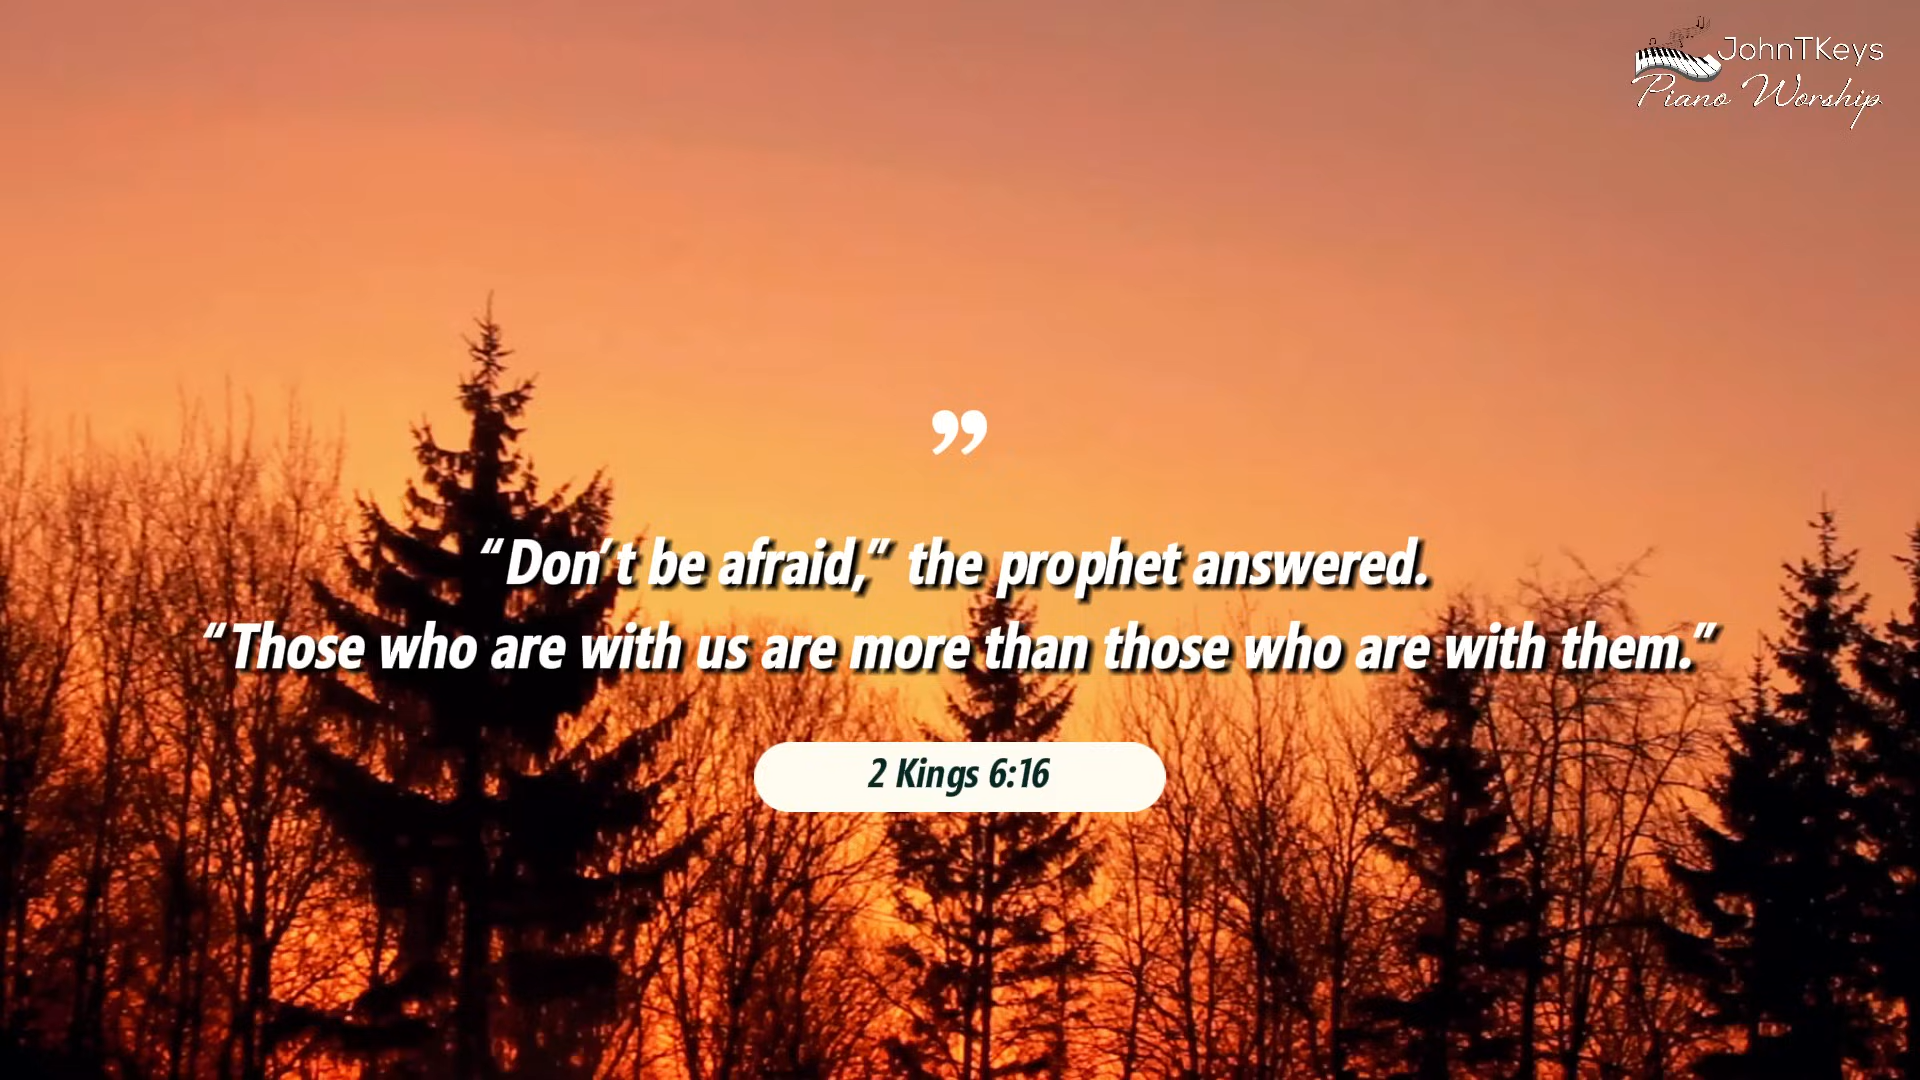 JohnTKeys
Piano Worship
”
“Don’t be afraid,” the prophet answered.
“Those who are with us are more than those who are with them.”
2 Kings 6:16